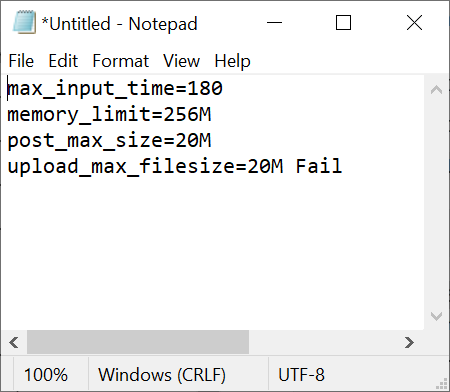 *Untitled - Notepad
File Edit Format View Help
max_input_time=180
memory_limit=256M
post_max_size=20M
upload_max_filesize=20M Fail
100% Windows (CRLF) UTF-8